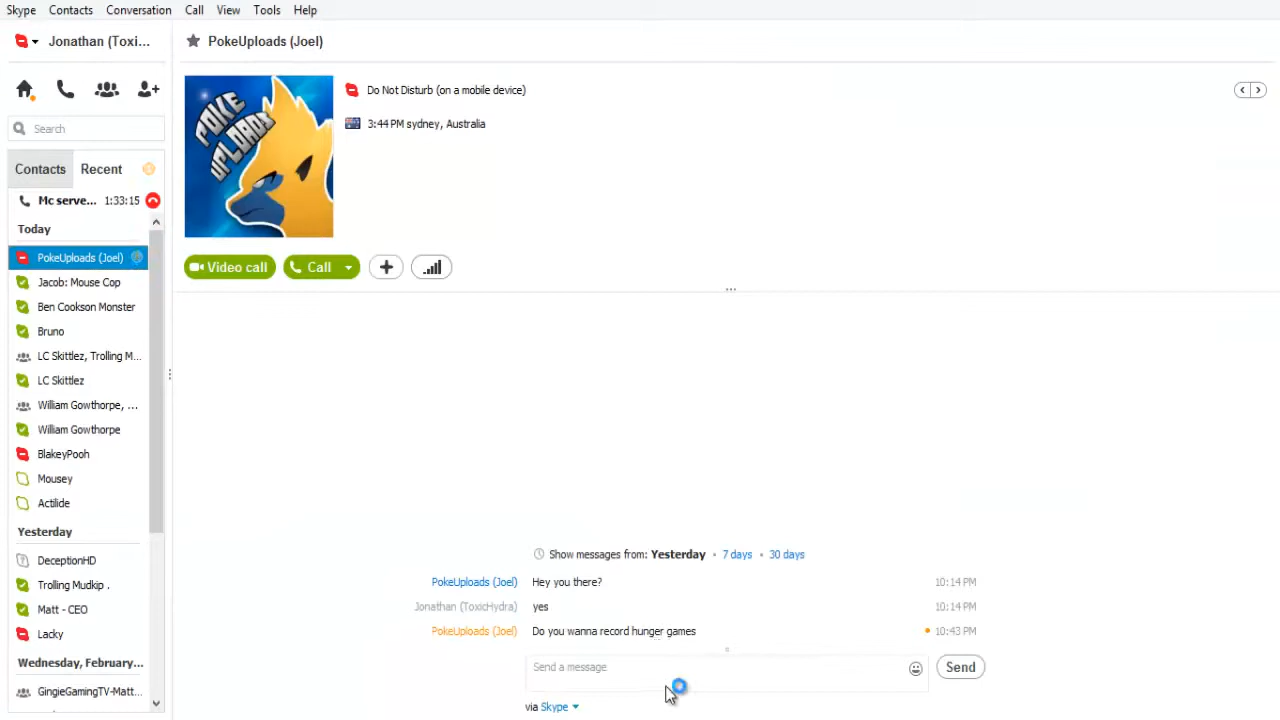 Skype Contacts Conversation Call View Tools Help
Jonathan (Toxi...
PokeUploads (Joel)
POKE UPLOADS
Do Not Disturb (on a mobile device)
3:44 PM sydney, Australia
Search
Contacts Recent
Mc serve... 1:33:15
Today
PokeUploads (Joel)
Jacob: Mouse Cop
Ben Cookson Monster
Bruno
LC Skittlez, Trolling M...
LC Skittlez
William Gowthorpe, ...
William Gowthorpe
BlakeyPooh
Mousey
Actilide
Yesterday
DeceptionHD
Trolling Mudkip .
Matt - CEO
Lacky
Wednesday, February...
GingieGamingTV-Matt...
Video call Call
Show messages from: Yesterday • 7 days • 30 days
PokeUploads (Joel) Hey you there? 10:14 PM
Jonathan (ToxicHydra) yes 10:14 PM
PokeUploads (Joel) Do you wanna record hunger games 10:43 PM
Send a message Send
via Skype